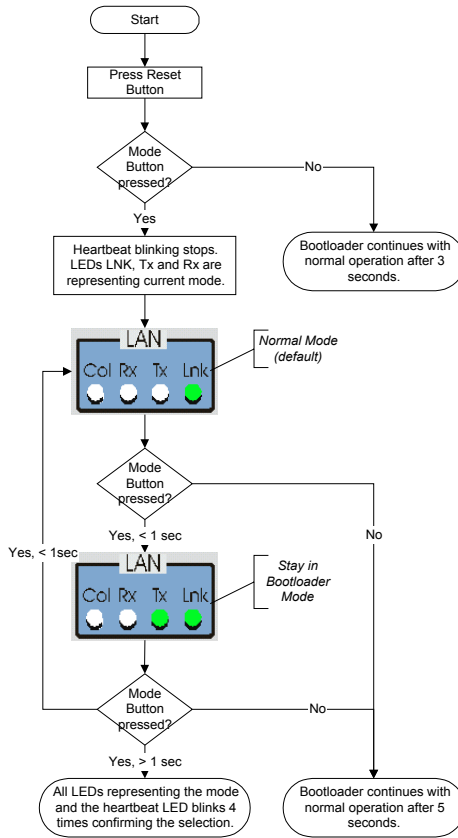 Start
Press Reset
Button
Mode
Button
pressed?
No
Yes
Heartbeat blinking stops.
LEDs LNK, Tx and Rx are
representing current mode.
Bootloader continues with
normal operation after 3
seconds.
LAN
Col Rx Tx Lnk
Normal Mode
(default)
Mode
Button
pressed?
Yes, < 1 sec
No
Yes, < 1sec
LAN
Col Rx Tx Lnk
Stay in
Bootloader
Mode
Mode
Button
pressed?
No
Yes, > 1 sec
All LEDs representing the mode
and the heartbeat LED blinks 4
times confirming the selection.
Bootloader continues with
normal operation after 5
seconds.